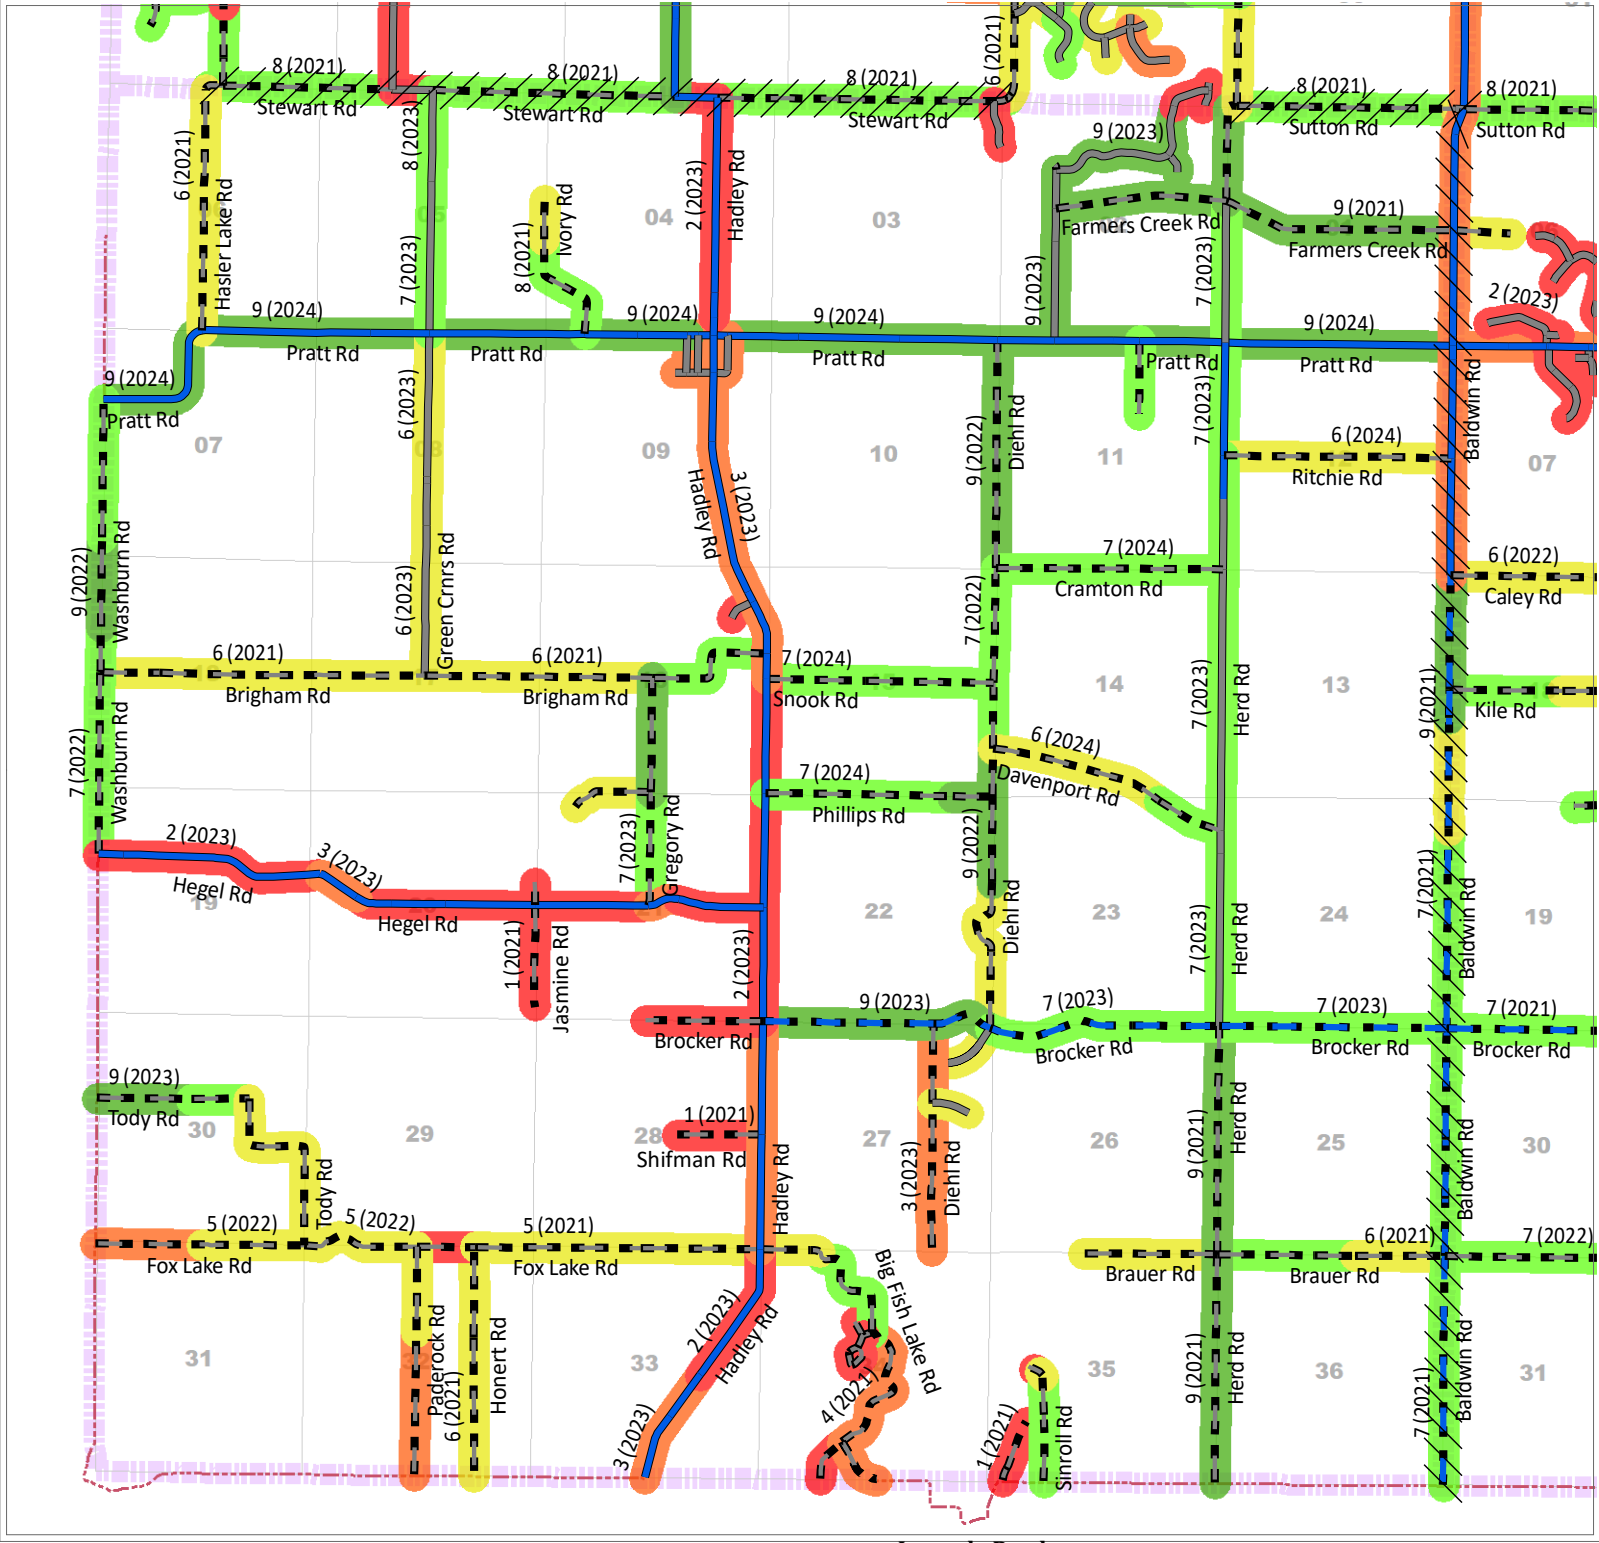 8 (2021)
Stewart Rd
8 (2021)
Stewart Rd
8 (2021)
Stewart Rd
6 (2021)
8 (2021)
Sutton Rd
8 (2021)
Sutton Rd
6 (2021)
Hasler Lake Rd
8 (2023)
05
7 (2023)
Ivory Rd
8 (2021)
04
2 (2023)
Hadley Rd
03
9 (2023)
Farmers Creek Rd
9 (2023)
7 (2023)
9 (2021)
Farmers Creek Rd
06
2 (2023)
9 (2024)
Pratt Rd
9 (2024)
Pratt Rd
Pratt Rd
9 (2024)
9 (2024)
Pratt Rd
Pratt Rd
9 (2024)
Pratt Rd
07
6 (2023)
08
09
Hadley Rd
3 (2023)
10
9 (2022)
Diehl Rd
11
7 (2023)
6 (2024)
Ritchie Rd
12
Baldwin Rd
07
9 (2022)
Washburn Rd
6 (2023)
Green Crnrs Rd
7 (2022)
7 (2024)
Cramton Rd
6 (2022)
Caley Rd
6 (2021)
18
Brigham Rd
17
6 (2021)
Brigham Rd
7 (2024)
15
Snook Rd
14
7 (2023)
Herd Rd
13
9 (2021)
Kile Rd
7 (2022)
Washburn Rd
7 (2023)
Gregory Rd
7 (2024)
Phillips Rd
9 (2022)
6 (2024)
Davenport Rd
2 (2023)
Hegel Rd
19
3 (2023)
20
Hegel Rd
21
1 (2021)
Jasmine Rd
2 (2023)
22
Diehl Rd
23
7 (2023)
Herd Rd
24
7 (2021)
Baldwin Rd
19
Brocker Rd
9 (2023)
7 (2023)
Brocker Rd
7 (2023)
Brocker Rd
7 (2021)
Brocker Rd
9 (2023)
Tody Rd
30
29
28
1 (2021)
Shifman Rd
27
3 (2023)
Diehl Rd
26
9 (2021)
Herd Rd
25
Baldwin Rd
30
Tody Rd
Hadley Rd
5 (2022)
Fox Lake Rd
5 (2022)
5 (2021)
Fox Lake Rd
Big Fish Lake Rd
Brauer Rd
6 (2021)
Brauer Rd
7 (2022)
31
Paderock Rd
32
6 (2021)
Honert Rd
33
2 (2023)
Hadley Rd
3 (2023)
4 (2021)
1 (2021)
Sinroll Rd
35
9 (2021)
Herd Rd
36
7 (2021)
Baldwin Rd
31